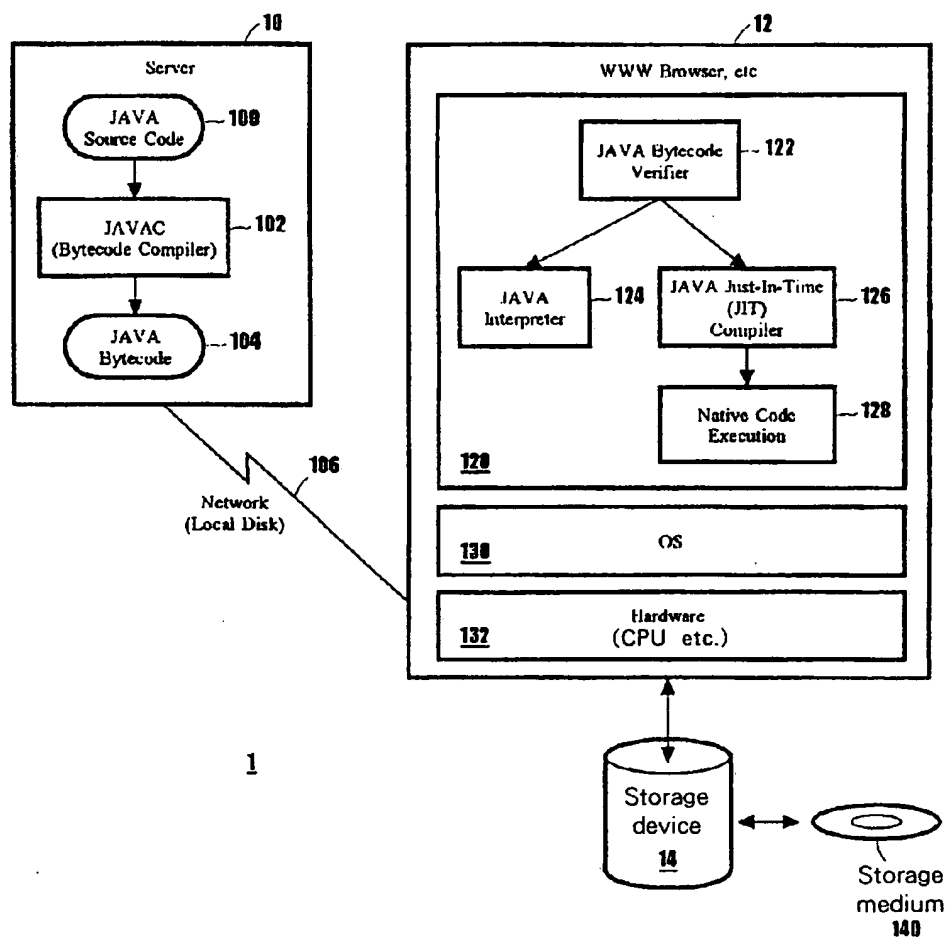 10
Server
JAVA
Source Code
100
JAVAC
(Bytecode Compiler)
102
JAVA
Bytecode
104
106
Network
(Local Disk)
12
WWW Browser, etc
JAVA Bytecode
Verifier
122
JAVA
Interpreter
124
JAVA Just-In-Time
(JIT)
Compiler
126
Native Code
Execution
128
120
130
OS
132
Hardware
(CPU etc.)
1
Storage
device
14
Storage
medium
140